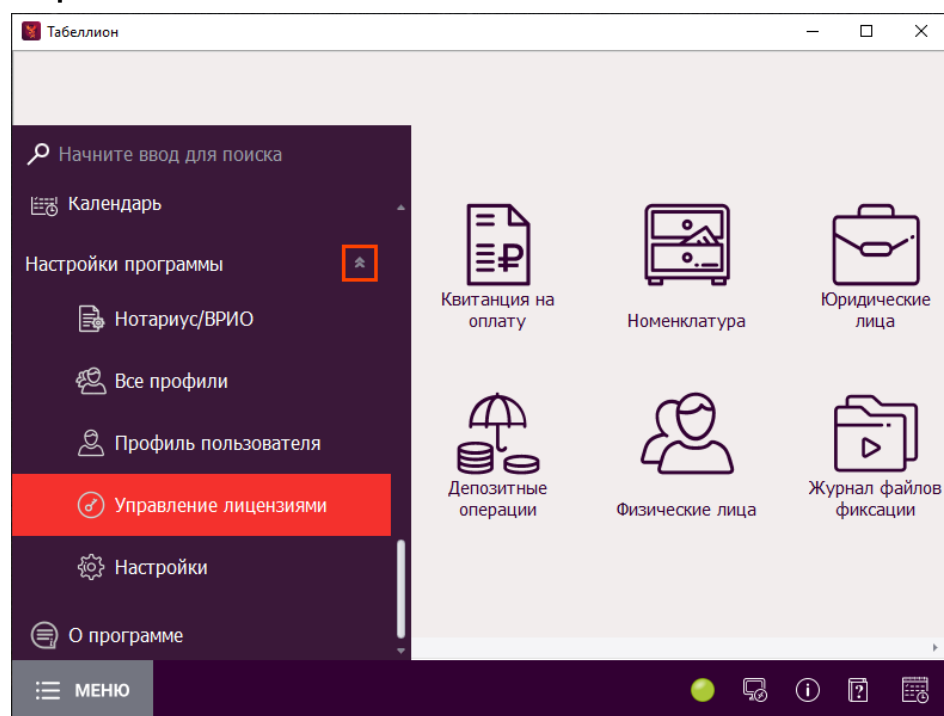 Табеллион
Начните ввод для поиска
Календарь
Настройки программы
Нотариус/ВРИО
Все профили
Профиль пользователя
Управление лицензиями
Настройки
О программе
Квитанция на
оплату
Номенклатура
Юридические
лица
Депозитные
операции
Физические лица
Журнал файлов
фиксации
МЕНЮ